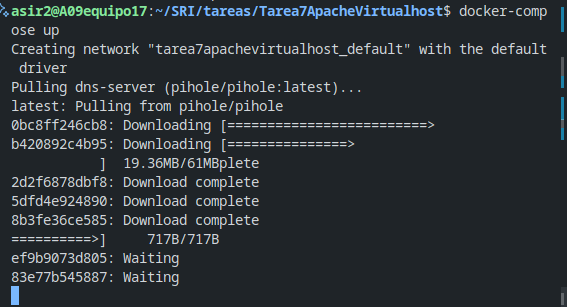 asir2@A09equipo17:~/SRI/tareas/Tarea7ApacheVirtualhost$ docker-comp
ose up
Creating network "tarea7apachevirtualhost_default" with the default
 driver
Pulling dns-server (pihole/pihole:latest)...
latest: Pulling from pihole/pihole
0bc8ff246cb8: Downloading [=========================>
b420892c4b95: Downloading [===============>
          ]  19.36MB/61MBplete
2d2f6878dbf8: Download complete
5dfd4e924890: Download complete
8b3fe36ce585: Download complete
==========>]     717B/717B
ef9b9073d805: Waiting
83e77b545887: Waiting